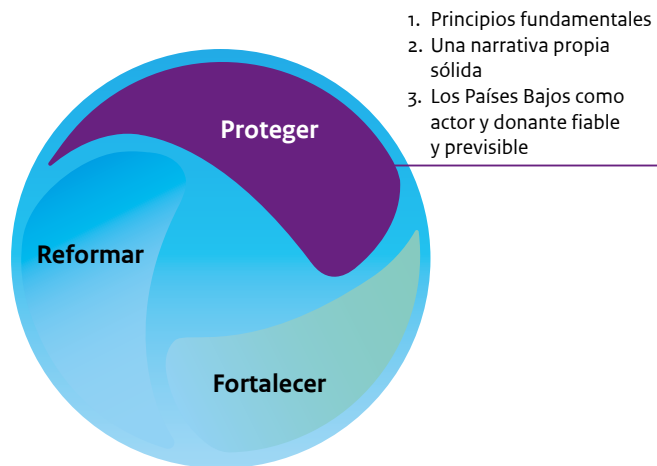 1. Principios fundamentales
2. Una narrativa propia
sólida
3. Los Países Bajos como
actor y donante fiable
y previsible
Proteger
Reformar
Fortalecer